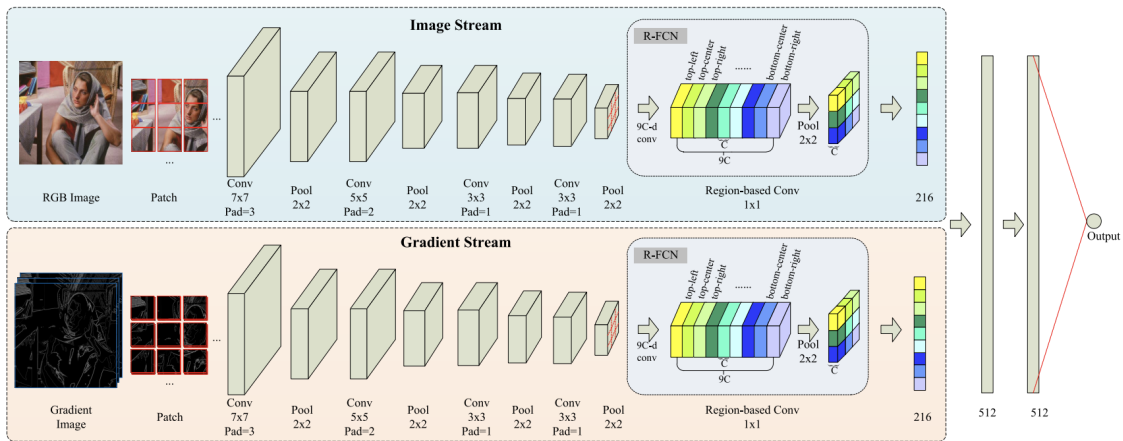 Image Stream
R-FCN
top-left
top-center
top-right
......
bottom-center
bottom-right
...
9C-d
conv
C
9C
Pool
2x2
C
...
RGB Image
Patch
Conv
7x7
Pad=3
Pool
2x2
Conv
5x5
Pad=2
Pool
2x2
Conv
3x3
Pad=1
Pool
2x2
Conv
3x3
Pad=1
Pool
2x2
Region-based Conv
1x1
216
Gradient Stream
R-FCN
top-left
top-center
top-right
......
bottom-center
bottom-right
...
9C-d
conv
C
9C
Pool
2x2
C
...
Gradient
Image
Patch
Conv
7x7
Pad=3
Pool
2x2
Conv
5x5
Pad=2
Pool
2x2
Conv
3x3
Pad=1
Pool
2x2
Conv
3x3
Pad=1
Pool
2x2
Region-based Conv
1x1
216
512
512
Output